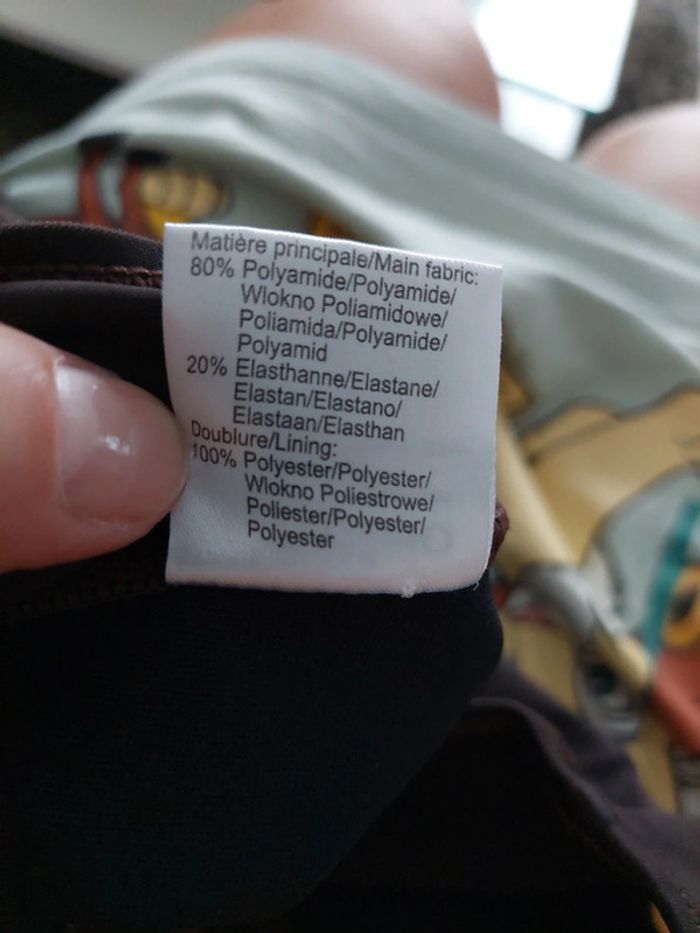 Matière principale/Main fabric:
80% Polyamide/Polyamide/
Wlokno Poliamidowe/
Poliamida/Polyamide/
Polyamid
20% Elasthanne/Elastane/
Elastan/Elastano/
Elastaan/Elasthan
Doublure/Lining:
100% Polyester/Polyester/
Wlokno Poliestrowe/
Poliester/Polyester/
Polyester